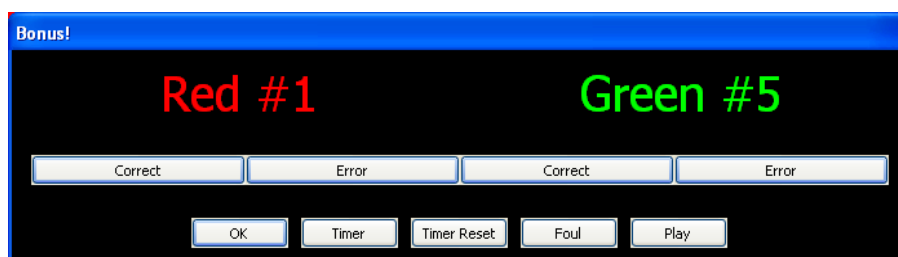 Bonus!
Red #1 Green #5
Correct Error Correct Error
OK Timer Timer Reset Foul Play